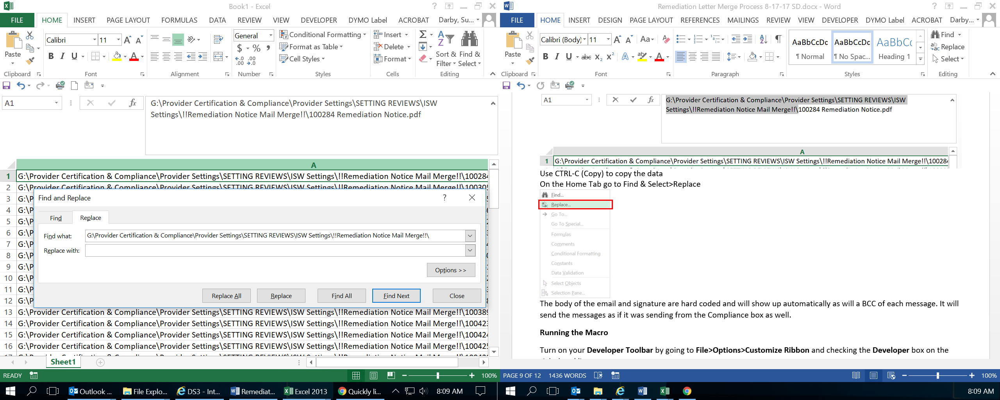 Book1 - Excel
FILE HOME INSERT PAGE LAYOUT FORMULAS DATA REVIEW VIEW DEVELOPER DYMO Label ACROBAT Darby, Su...
Calibri 11
General
Paste
B I U
$ % ,
Conditional Formatting
Format as Table
Cell Styles
Insert
Delete
Format
Sort & Filter
Find & Select
Clipboard Font Alignment Number Styles Cells Editing
A1
fx
G:\Provider Certification & Compliance\Provider Settings\SETTING REVIEWS\ISW
Settings\!!Remediation Notice Mail Merge!!\100284 Remediation Notice.pdf
A
1 G:\Provider Certification & Compliance\Provider Settings\SETTING REVIEWS\ISW Settings\!!Remediation Notice Mail Merge!!\100284
2 G:\Provider Certification & Compliance\Provider Settings\SETTING REVIEWS\ISW Settings\!!Remediation Notice Mail Merge!!\100305
3 G:\P
4 G:\P
5 G:\P
6 G:\P
7 G:\P
8 G:\P
9 G:\P
10 G:\P
11 G:\P
12 G:\P
Find and Replace
?
Find Replace
Find what: G:\Provider Certification & Compliance\Provider Settings\SETTING REVIEWS\ISW Settings\!!Remediation Notice Mail Merge!!\
Replace with:
Options >>
Replace All Replace Find All Find Next Close
13 G:\Provider Certification & Compliance\Provider Settings\SETTING REVIEWS\ISW Settings\!!Remediation Notice Mail Merge!!\100389
14 G:\Provider Certification & Compliance\Provider Settings\SETTING REVIEWS\ISW Settings\!!Remediation Notice Mail Merge!!\100423
15 G:\Provider Certification & Compliance\Provider Settings\SETTING REVIEWS\ISW Settings\!!Remediation Notice Mail Merge!!\100424
16 G:\Provider Certification & Compliance\Provider Settings\SETTING REVIEWS\ISW Settings\!!Remediation Notice Mail Merge!!\100425
Sheet1
READY 100%
Outlook ... File Explo... DS3 - Int... Remediat... Excel 2013 Quickly li... 8:09 AM
Remediation Letter Merge Process 8-17-17 SD.docx - Word
FILE HOME INSERT DESIGN PAGE LAYOUT REFERENCES MAILINGS REVIEW VIEW DEVELOPER DYMO Label ACROBAT Darby...
Calibri (Body) 11
Aa
Paste
B I U abc X2 X2
AaBbCcDc AaBbCcDc AaBbCc
¶ Normal ¶ No Spac... Heading 1
Find
Replace
Select
Clipboard Font Paragraph Styles Editing
A1
fx
G:\Provider Certification & Compliance\Provider Settings\SETTING REVIEWS\ISW
Settings\!!Remediation Notice Mail Merge!!\100284 Remediation Notice.pdf
A
1 G:\Provider Certification & Compliance\Provider Settings\SETTING REVIEWS\ISW Settings\!!Remediation Notice Mail Merge!!\100284
Use CTRL-C (Copy) to copy the data
On the Home Tab go to Find & Select>Replace
Find...
Replace...
Go To...
Go To Special...
Formulas
Comments
Conditional Formatting
Constants
Data Validation
Select Objects
Selection Pane...
The body of the email and signature are hard coded and will show up automatically as will a BCC of each message. It will
send the messages as if it was sending from the Compliance box as well.
Running the Macro
Turn on your Developer Toolbar by going to File>Options>Customize Ribbon and checking the Developer box on the
PAGE 9 OF 12 1436 WORDS 100%
8:09 AM